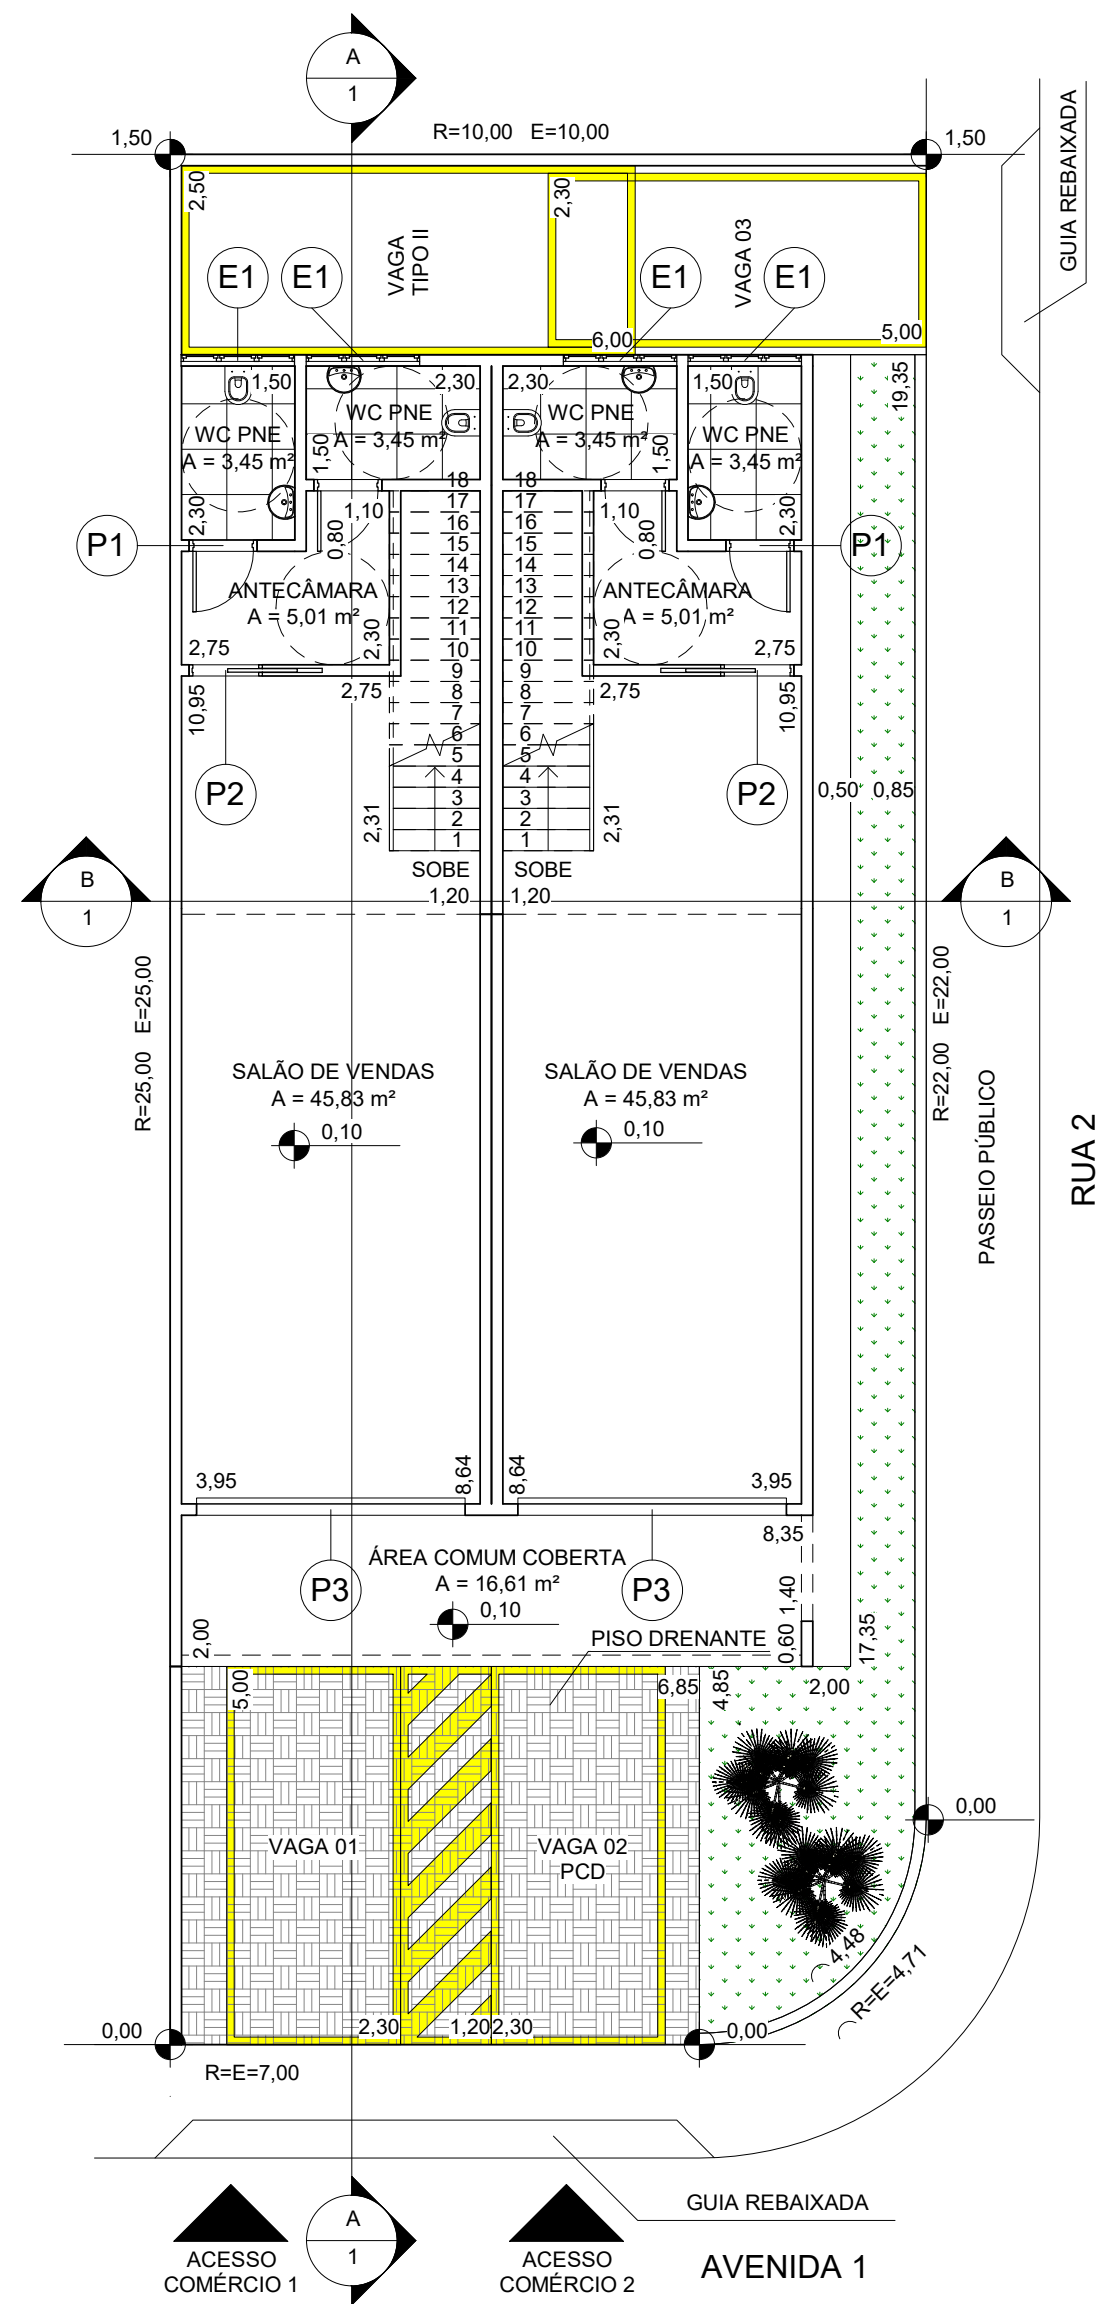 A
1
R=10,00 E=10,00
1,50
1,50
GUIA REBAIXADA
2,50
2,30
VAGA
TIPO II
VAGA 03
E1
E1
E1
E1
6,00
5,00
1,50
2,30
2,30
1,50
19,35
WC PNE
A = 3,45 m²
WC PNE
A = 3,45 m²
WC PNE
A = 3,45 m²
WC PNE
A = 3,45 m²
1,50
1,50
2,30
2,30
18
17
16
15
14
13
12
11
10
9
8
7
6
5
4
3
2
1
18
17
16
15
14
13
12
11
10
9
8
7
6
5
4
3
2
1
1,10
1,10
0,80
0,80
P1
P1
ANTECÂMARA
A = 5,01 m²
ANTECÂMARA
A = 5,01 m²
2,75
2,30
2,30
2,75
10,95
2,75
2,75
10,95
P2
P2
0,50
0,85
2,31
2,31
SOBE
SOBE
1,20
1,20
B
1
B
1
R=25,00 E=25,00
R=22,00 E=22,00
SALÃO DE VENDAS
A = 45,83 m²
0,10
SALÃO DE VENDAS
A = 45,83 m²
0,10
PASSEIO PÚBLICO
RUA 2
3,95
8,64
8,64
3,95
8,35
ÁREA COMUM COBERTA
A = 16,61 m²
0,10
P3
P3
1,40
0,60
2,00
17,35
PISO DRENANTE
5,00
6,85
4,85
2,00
VAGA 01
VAGA 02
PCD
0,00
4,48
R=E=4,71
2,30
1,20
2,30
0,00
0,00
R=E=7,00
GUIA REBAIXADA
A
1
ACESSO
COMÉRCIO 1
ACESSO
COMÉRCIO 2
AVENIDA 1